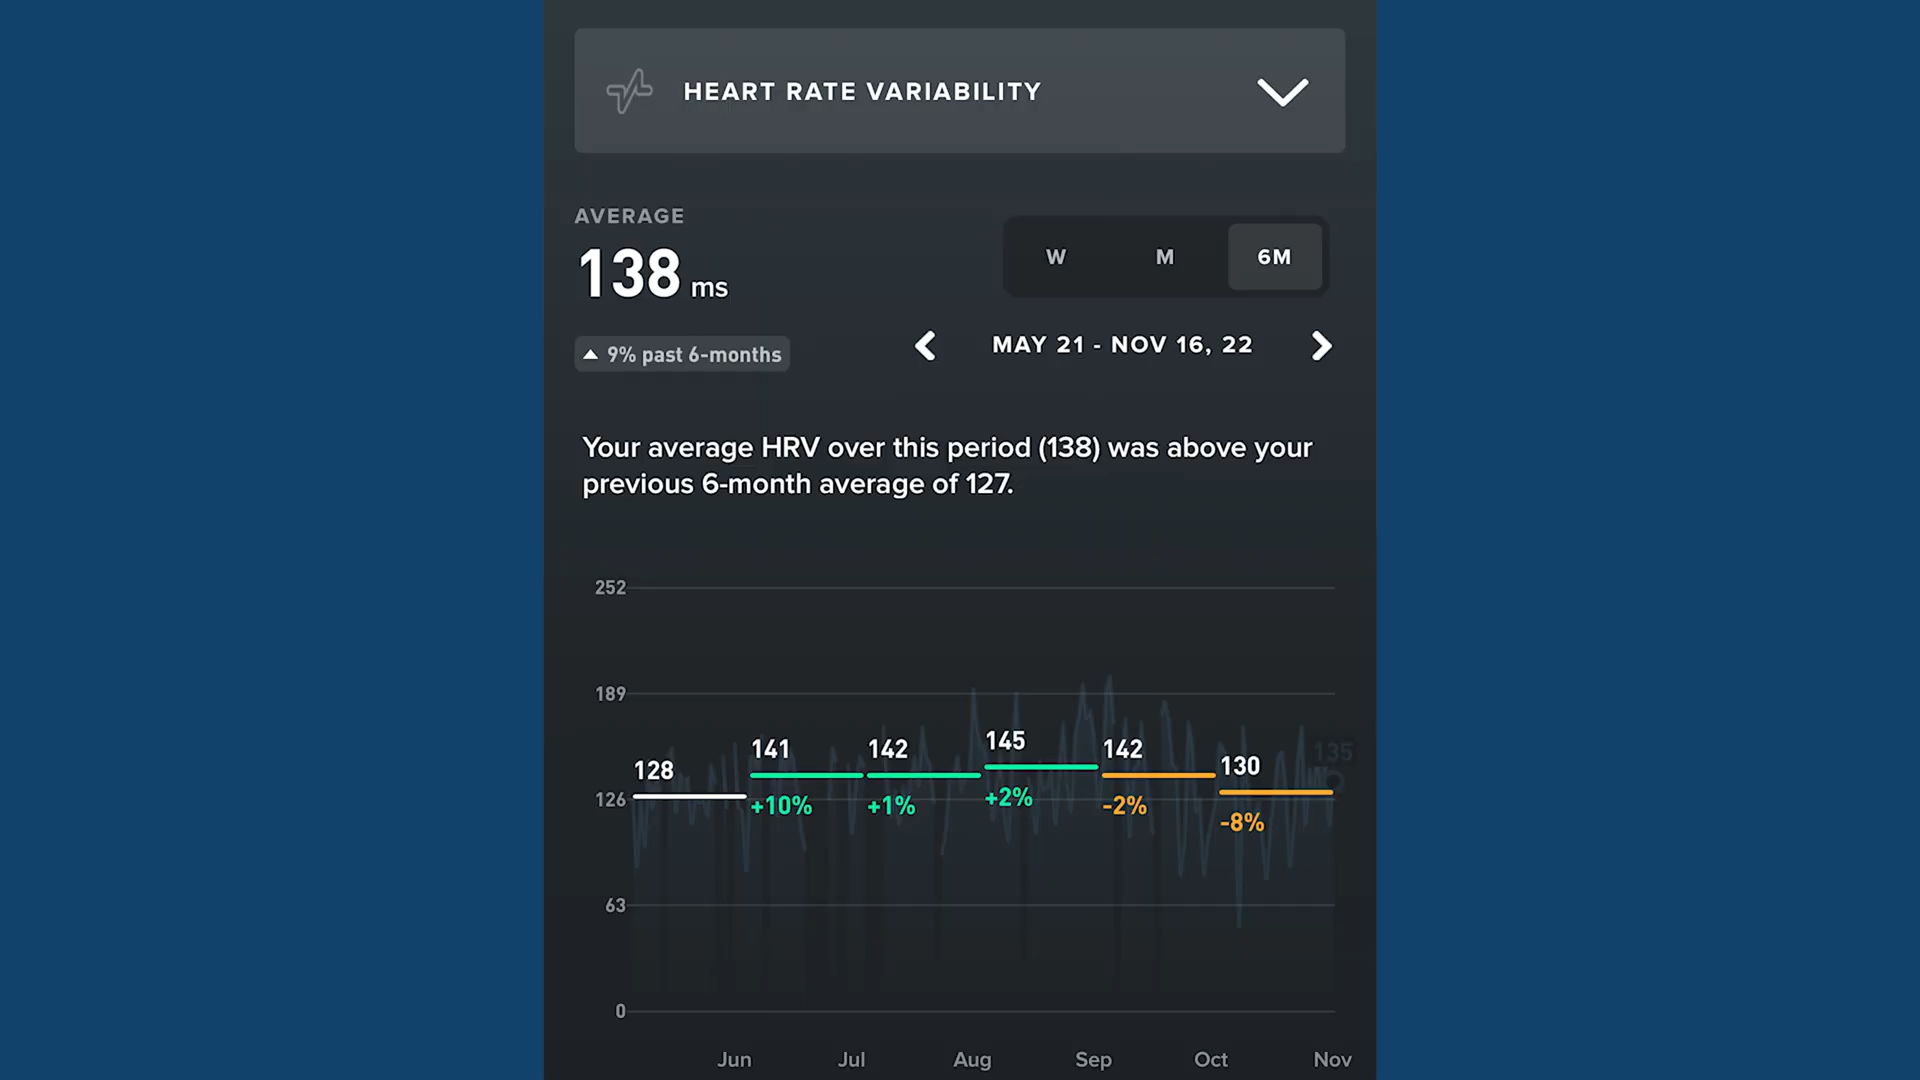 HEART RATE VARIABILITY
AVERAGE
138 ms
W M 6M
▲ 9% past 6-months
MAY 21 - NOV 16, 22
Your average HRV over this period (138) was above your
previous 6-month average of 127.
252
189
126
63
0
128
141
+10%
142
+1%
145
+2%
142
-2%
130
-8%
135
Jun Jul Aug Sep Oct Nov